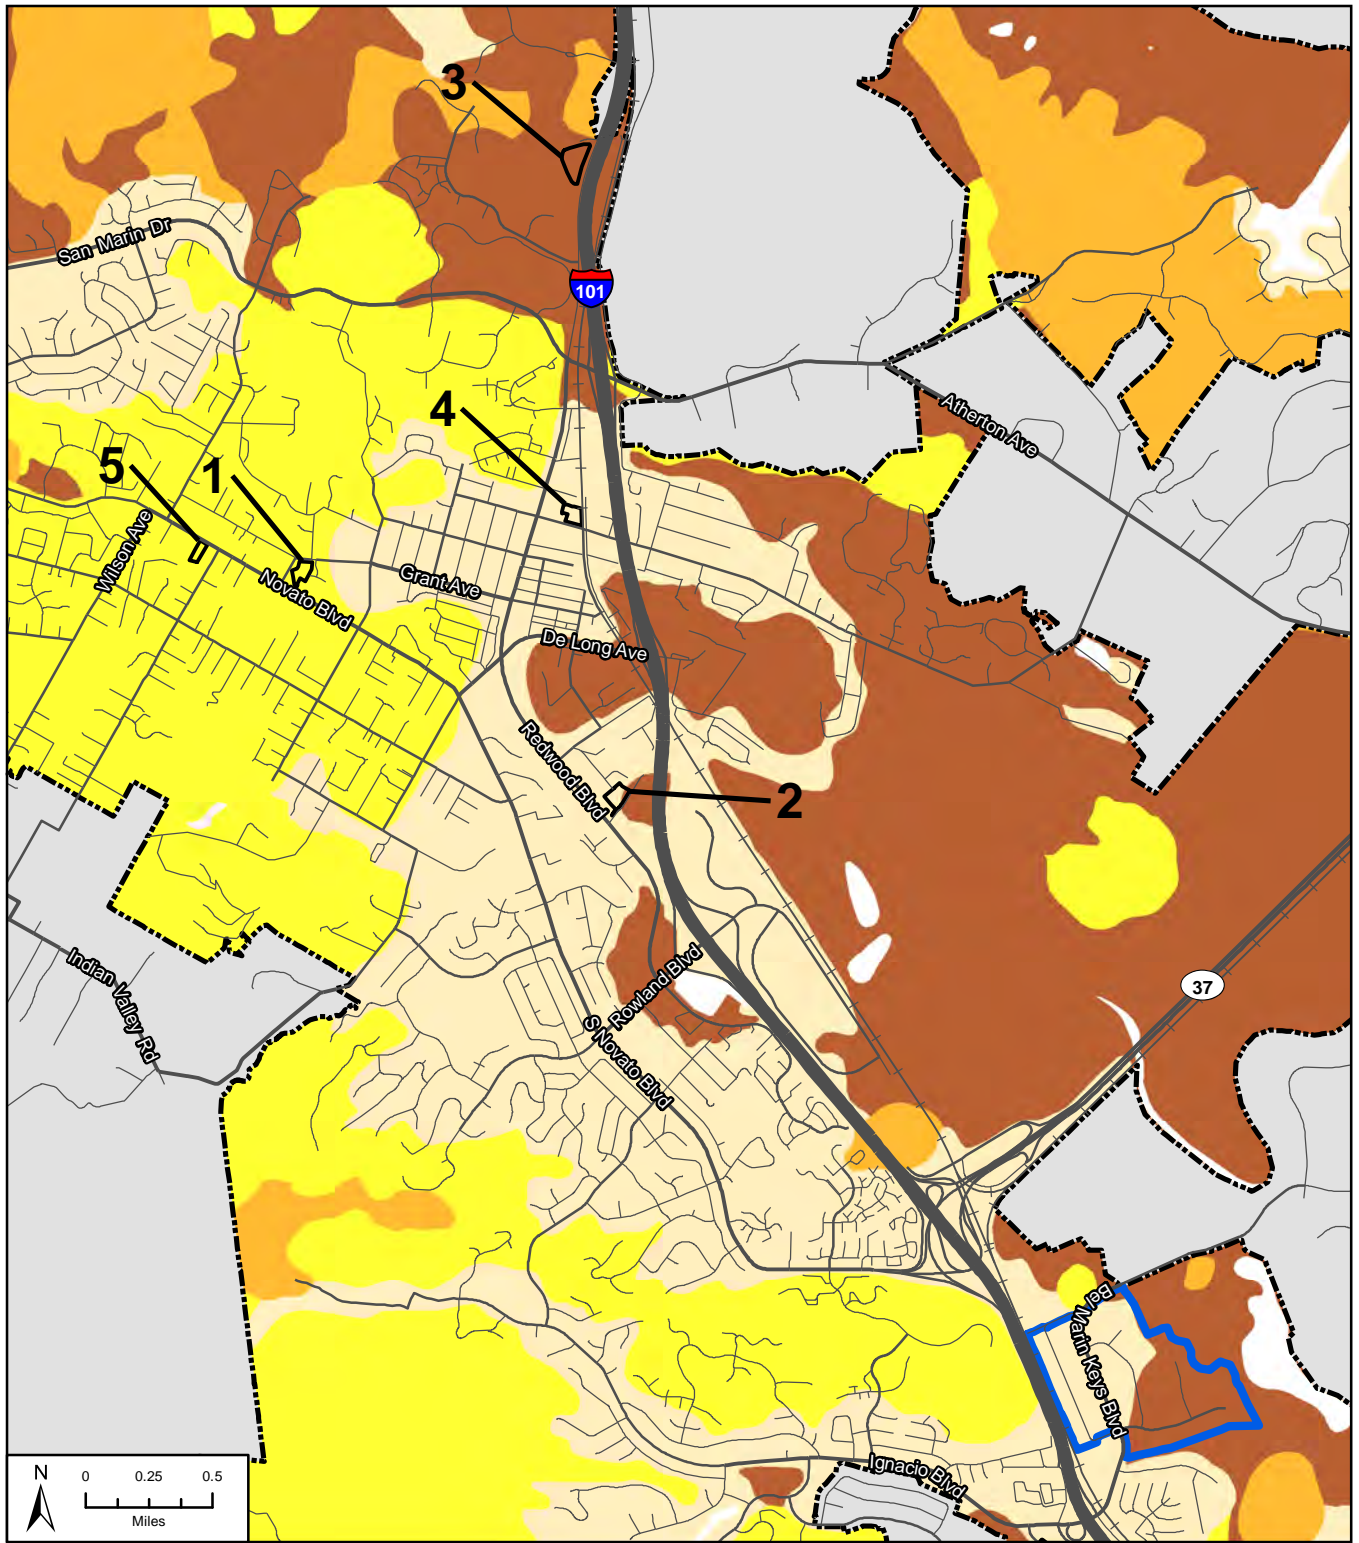 3
San Marin Dr
101
4
Atherton Ave
5
1
Wilson Ave
Novato Blvd
Grant Ave
De Long Ave
Redwood Blvd
2
Indian Valley Rd
Rowland Blvd
37
S Novato Blvd
Bel Marin Keys Blvd
Ignacio Blvd
N
0 0.25 0.5
Miles